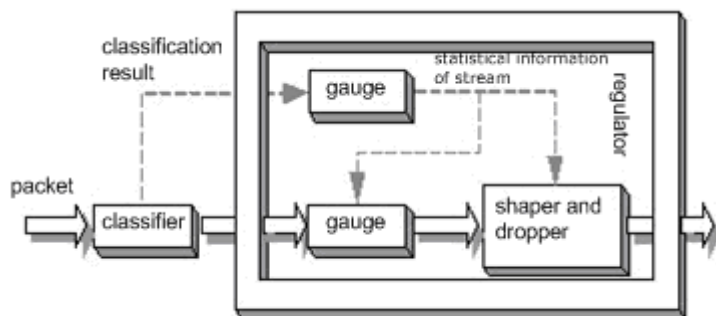 classification
result
statistical information
of stream
gauge
regulator
packet
classifier
gauge
shaper and
dropper